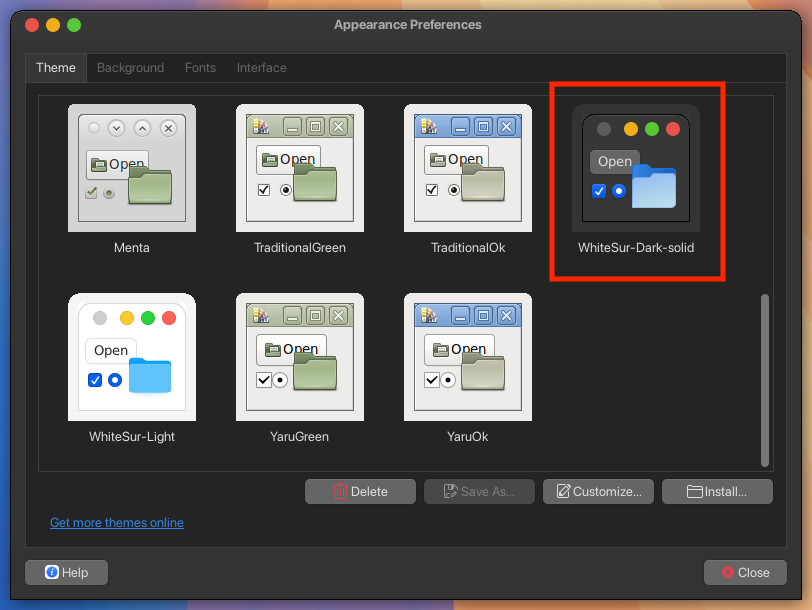 Appearance Preferences
Theme Background Fonts Interface
Open Open Open Open
Menta TraditionalGreen TraditionalOk WhiteSur-Dark-solid
Open Open Open
WhiteSur-Light YaruGreen YaruOk
Delete Save As... Customize... Install...
Get more themes online
Help Close